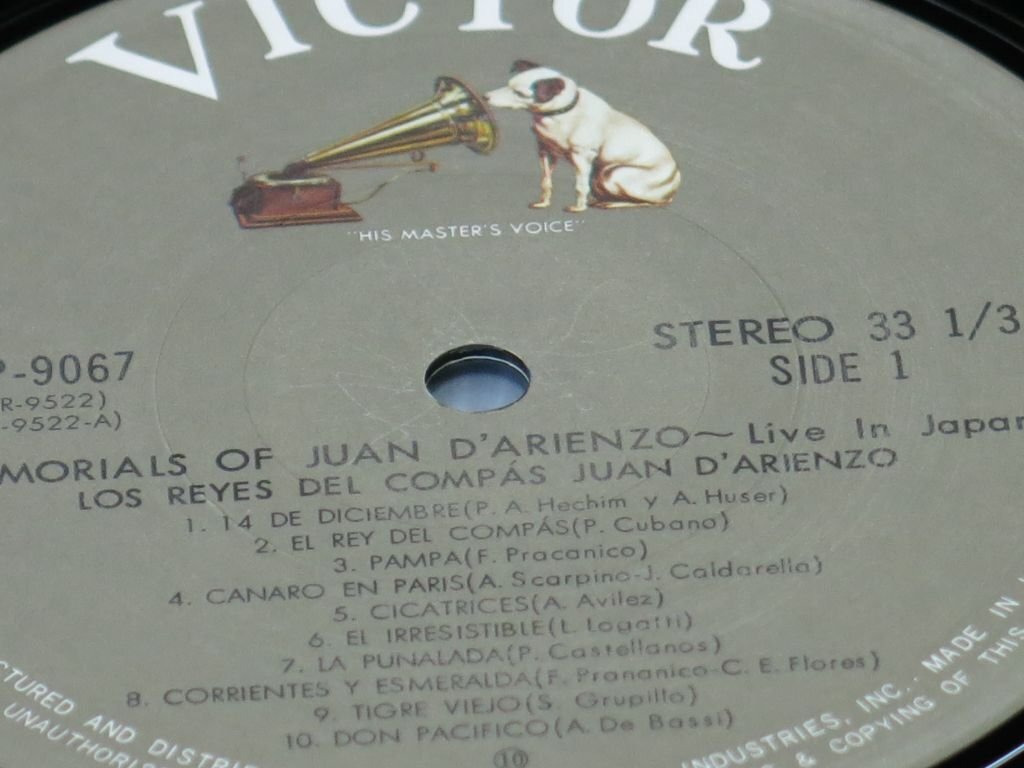 VICTOR
"HIS MASTER'S VOICE"
STEREO 33 1/3
SIDE 1
P-9067
R-9522)
-9522-A)
MORIALS OF JUAN D'ARIENZO~Live In Japan
LOS REYES DEL COMPÁS JUAN D'ARIENZO
1. 14 DE DICIEMBRE(P. A. Hechim y A. Huser)
2. EL REY DEL COMPÁS(P. Cubano)
3. PAMPA(F. Pracanico)
4. CANARO EN PARIS(A. Scarpino-J. Caldarella)
5. CICATRICES(A. Avilez)
6. EL IRRESISTIBLE(L. Logatti)
7. LA PUNALADA(P. Castellanos)
8. CORRIENTES Y ESMERALDA(F. Prananico-C. E. Flores)
9. TIGRE VIEJO(S. Grupillo)
10. DON PACIFICO(A. De Bassi)
10
CTURED AND DISTRI
UNAUTHORIS
INDUSTRIES, INC., MADE IN
& COPYING OF THIS